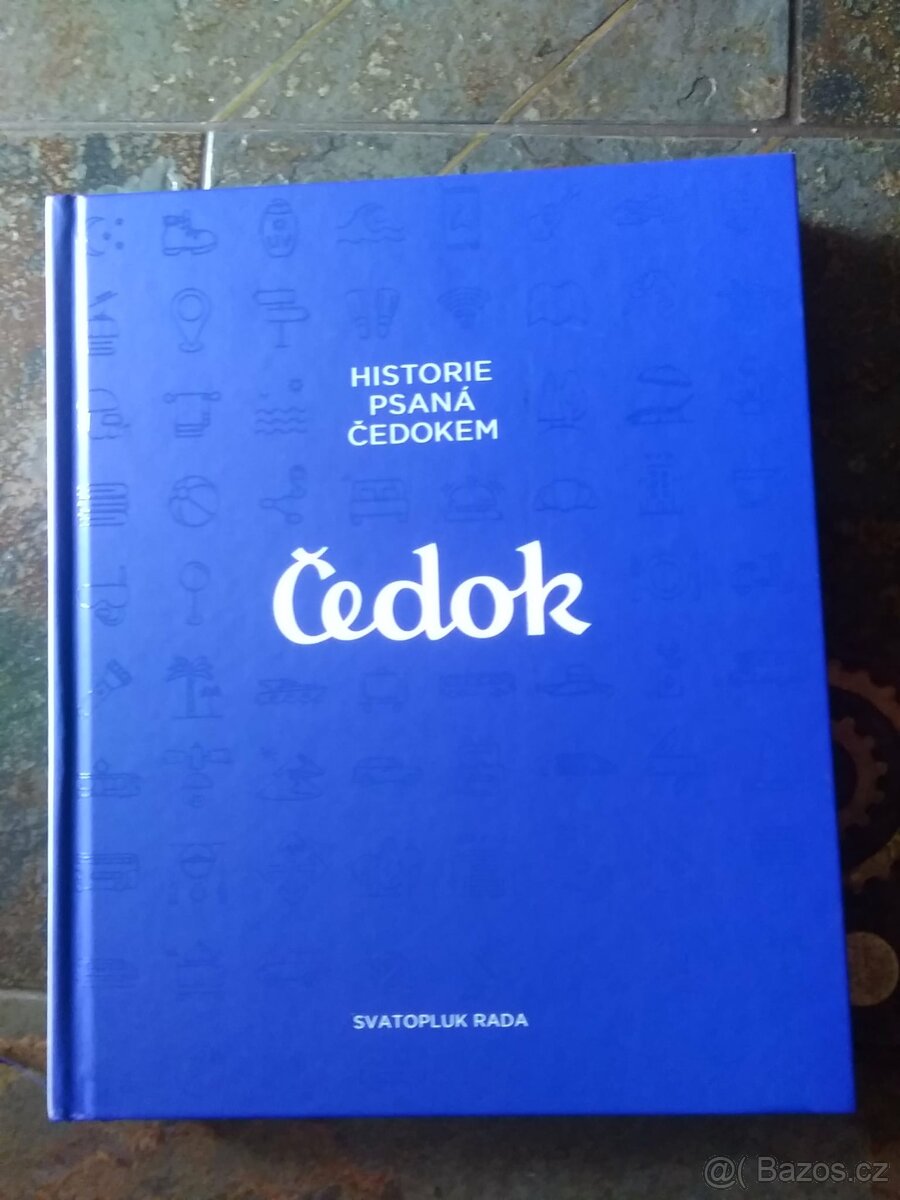 HISTORIE
PSANÁ
ČEDOKEM
Čedok
SVATOPLUK RADA
@( Bazos.cz